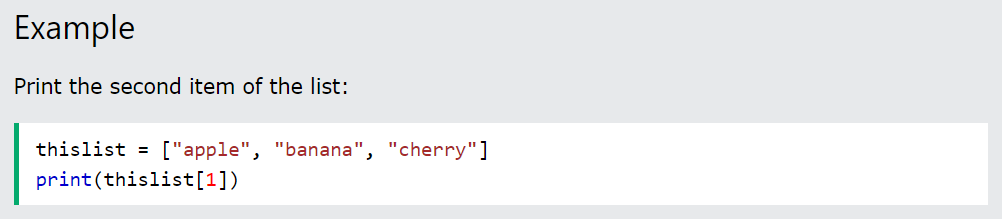 Example
Print the second item of the list:
thislist = ["apple", "banana", "cherry"]
print(thislist[1])